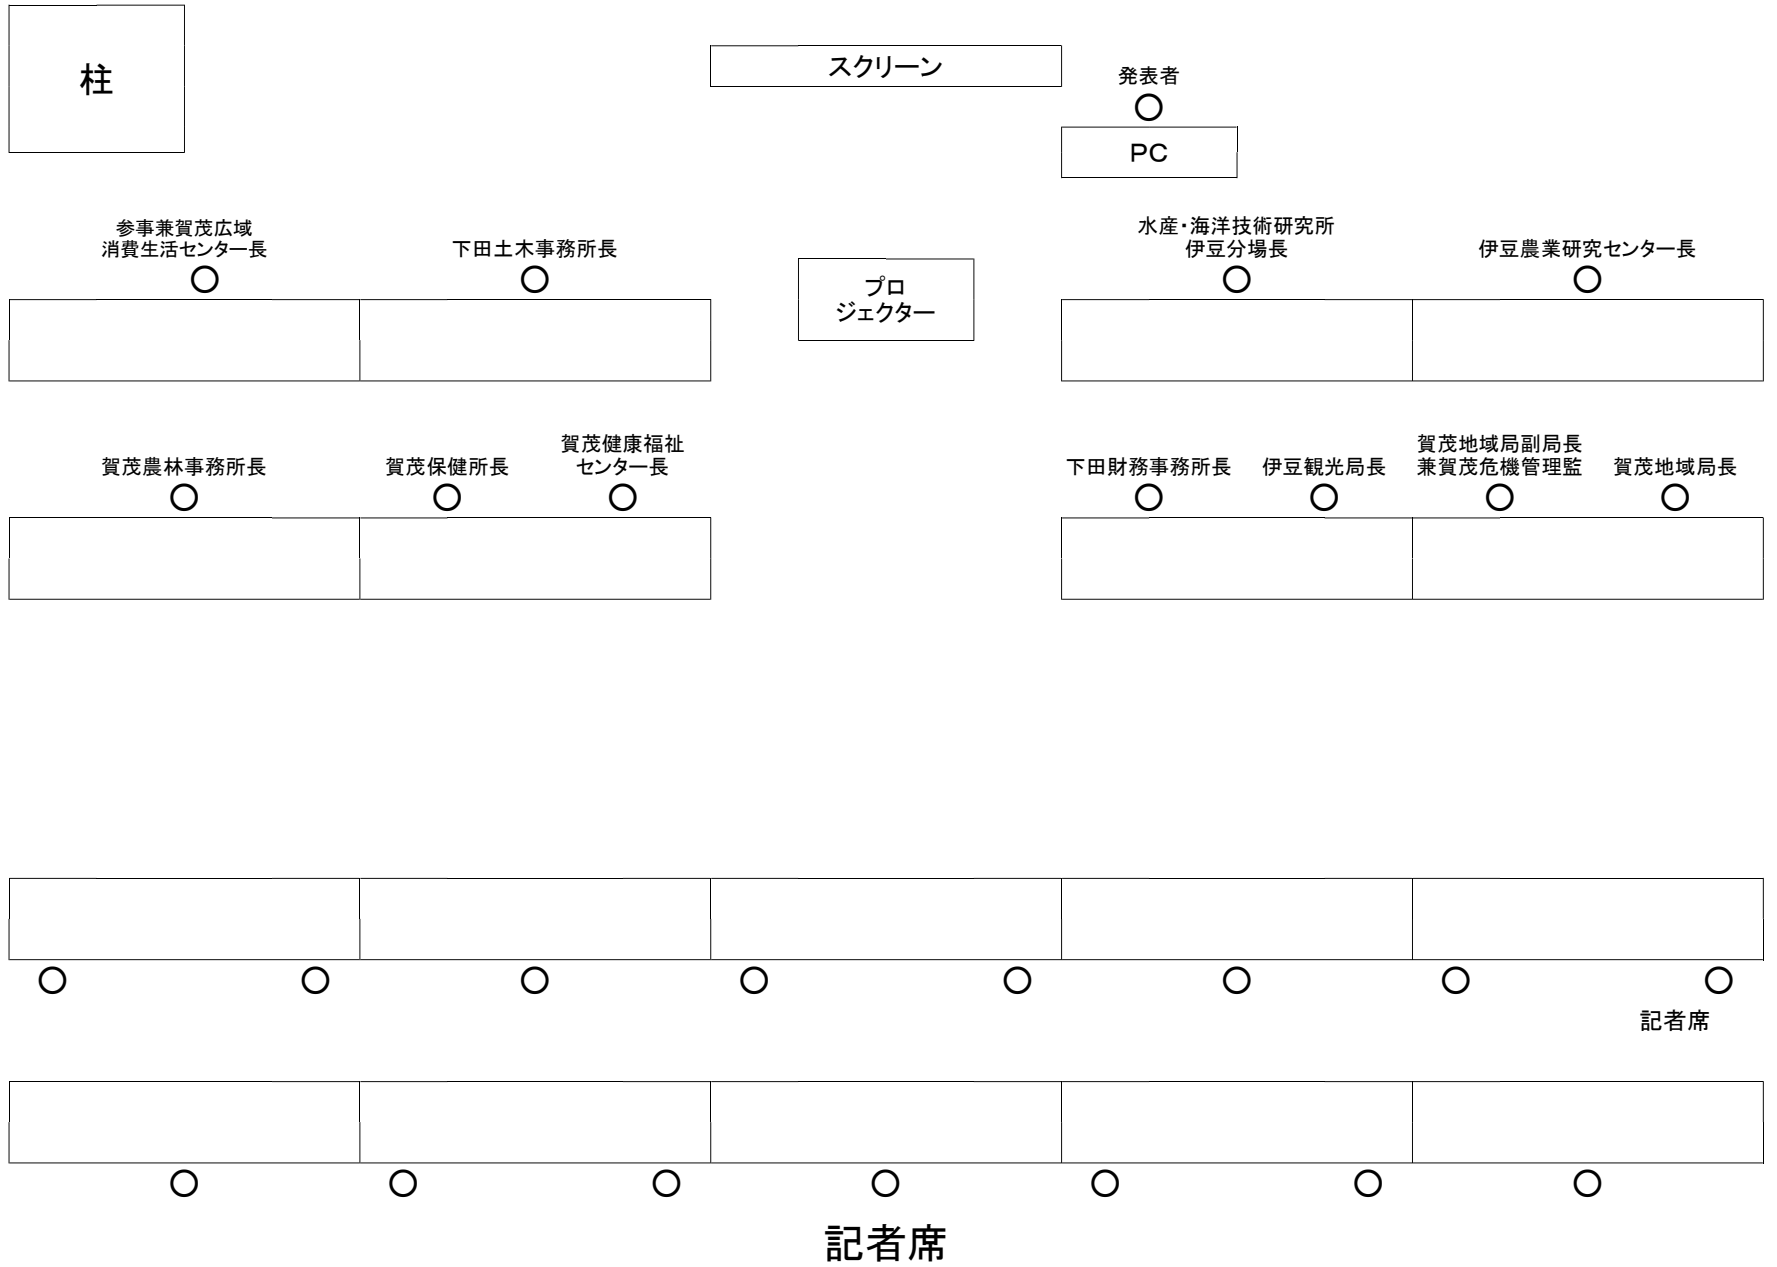 柱
スクリーン
発表者
PC
参事兼賀茂広域
消費生活センター長
下田土木事務所長
プロ
ジェクター
水産・海洋技術研究所
伊豆分場長
伊豆農業研究センター長
賀茂農林事務所長
賀茂保健所長
賀茂健康福祉
センター長
下田財務事務所長
伊豆観光局長
賀茂地域局副局長
兼賀茂危機管理監
賀茂地域局長
記者席
記者席